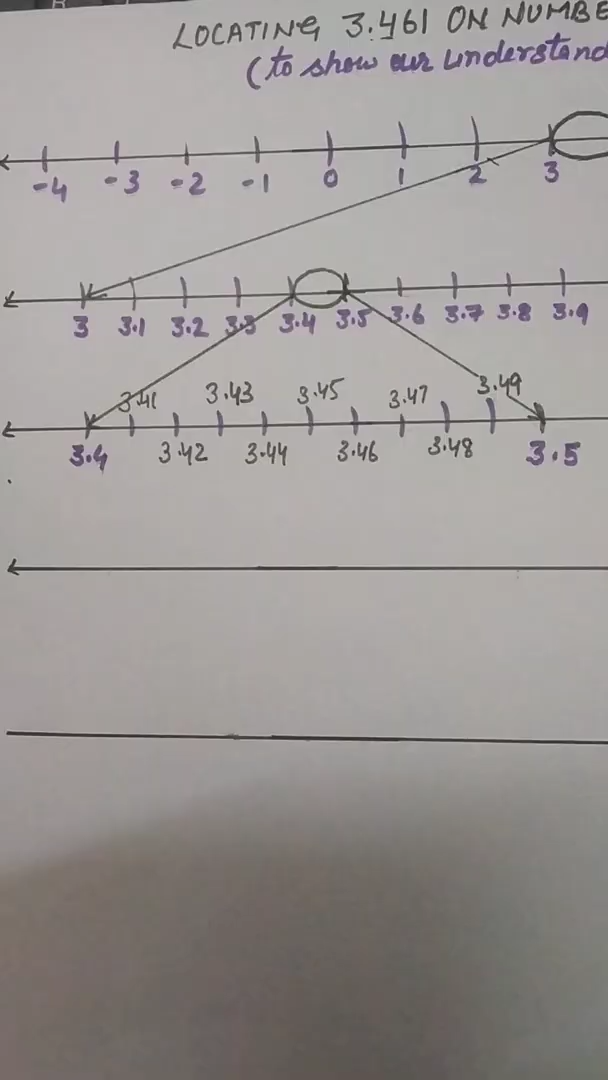 LOCATING 3.461 ON NUMBE
(to show our understand
-4 -3 -2 -1 0 1 2 3
3 3.1 3.2 3.3 3.4 3.5 3.6 3.7 3.8 3.9
3.41 3.43 3.45 3.47 3.49
3.4 3.42 3.44 3.46 3.48 3.5